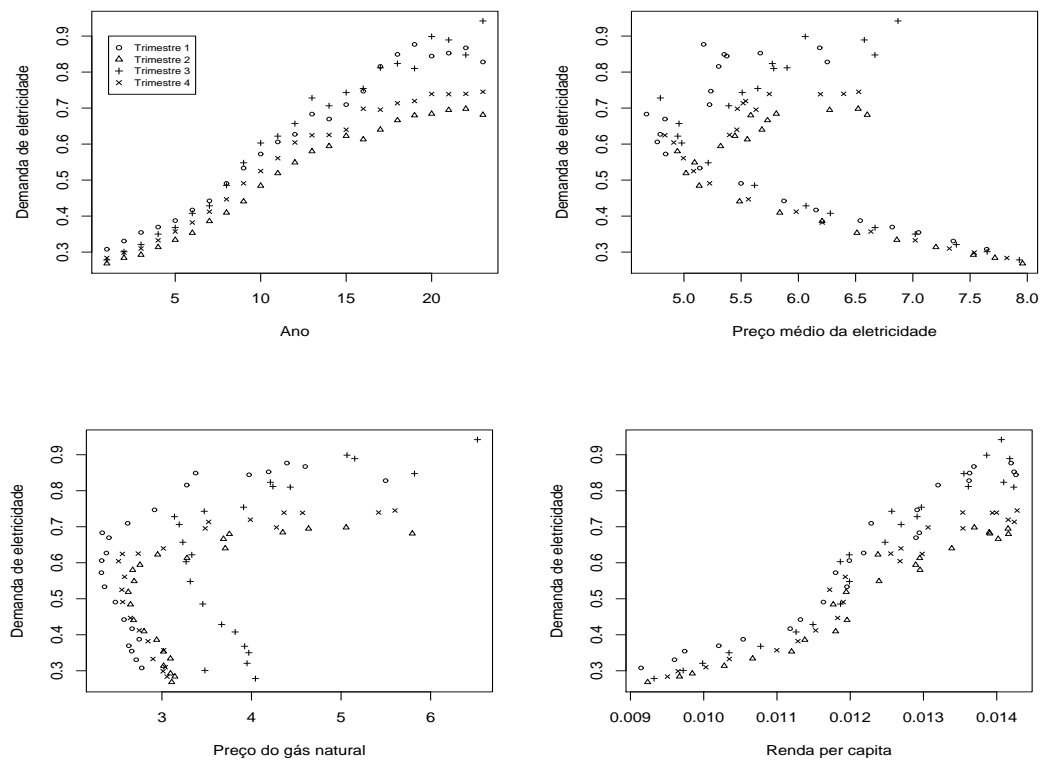 Demanda de eletricidade
0.3 0.4 0.5 0.6 0.7 0.8 0.9
Trimestre 1
Trimestre 2
Trimestre 3
Trimestre 4
5 10 15 20
Ano
Demanda de eletricidade
0.3 0.4 0.5 0.6 0.7 0.8 0.9
5.0 5.5 6.0 6.5 7.0 7.5 8.0
Preço médio da eletricidade
Demanda de eletricidade
0.3 0.4 0.5 0.6 0.7 0.8 0.9
3 4 5 6
Preço do gás natural
Demanda de eletricidade
0.3 0.4 0.5 0.6 0.7 0.8 0.9
0.009 0.010 0.011 0.012 0.013 0.014
Renda per capita